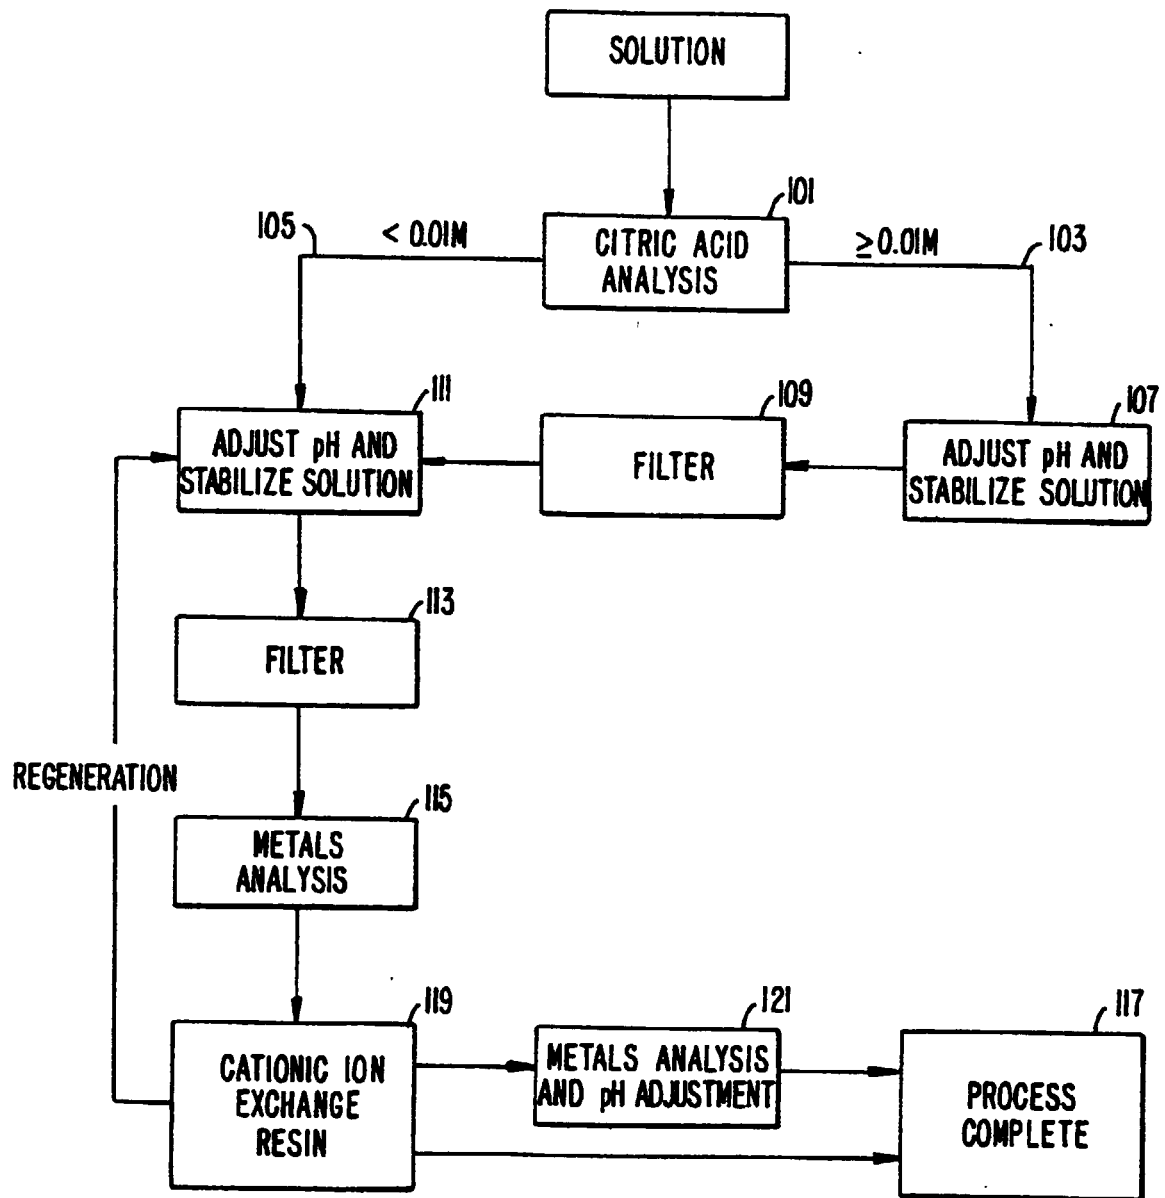 SOLUTION
101
CITRIC ACID
ANALYSIS
105
< 0.01M
≥ 0.01M
103
111
ADJUST pH AND
STABILIZE SOLUTION
109
FILTER
107
ADJUST pH AND
STABILIZE SOLUTION
113
FILTER
REGENERATION
115
METALS
ANALYSIS
119
CATIONIC ION
EXCHANGE
RESIN
121
METALS ANALYSIS
AND pH ADJUSTMENT
117
PROCESS
COMPLETE